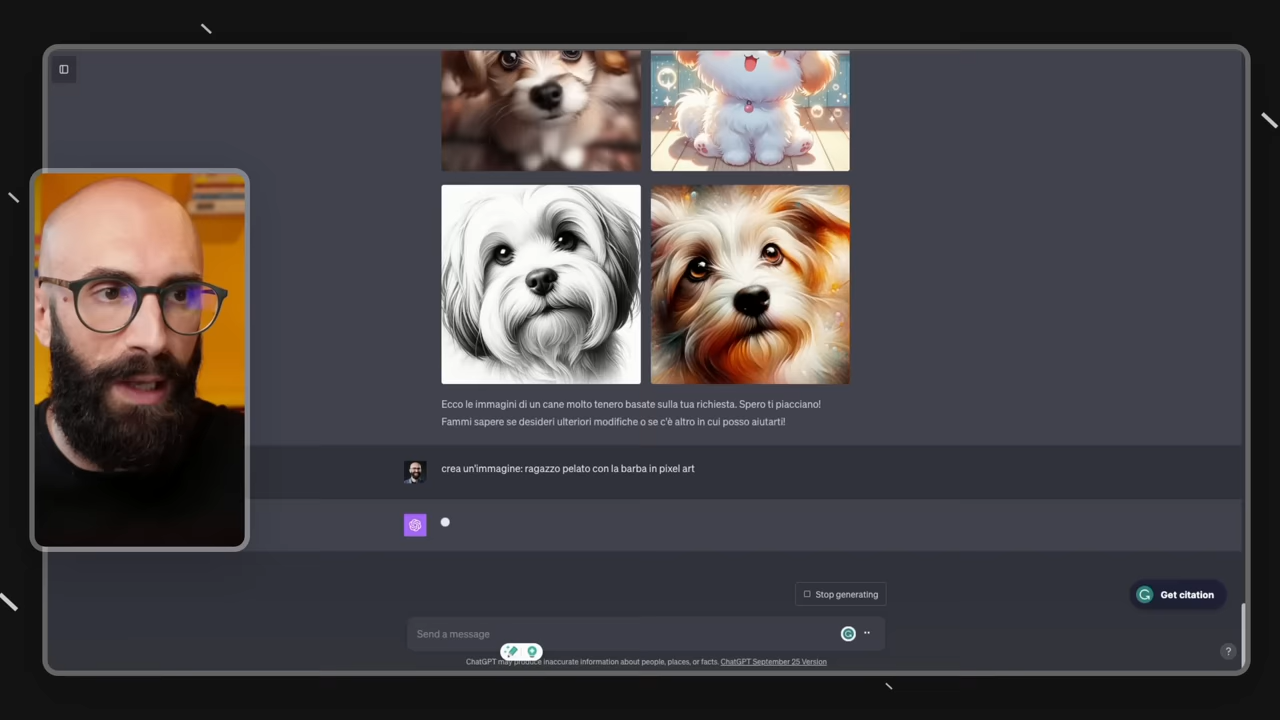 Ecco le immagini di un cane molto tenero basate sulla tua richiesta. Spero ti piacciano!
Fammi sapere se desideri ulteriori modifiche o se c'è altro in cui posso aiutarti!
crea un'immagine: ragazzo pelato con la barba in pixel art
Stop generating
Get citation
Send a message
ChatGPT may produce inaccurate information about people, places, or facts. ChatGPT September 25 Version
?